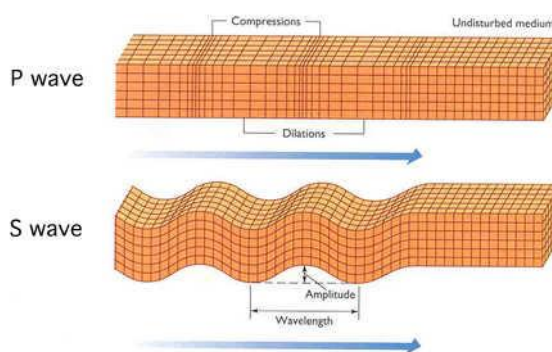 Compressions
Undisturbed medium
P wave
Dilations
S wave
Amplitude
Wavelength